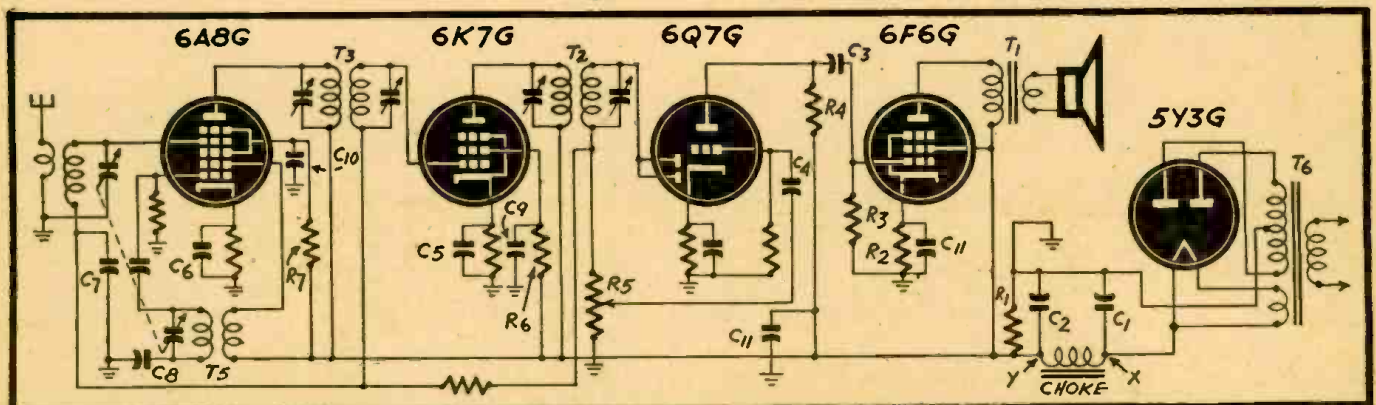 6A8G
6K7G
6Q7G
6F6G
5Y3G
T3
T2
C3
T1
R4
C10
C9
C4
T6
C7
C6
R7
C5
R6
R5
R3
R2
C11
R1
C2
C1
C8
T5
C11
Y
X
CHOKE